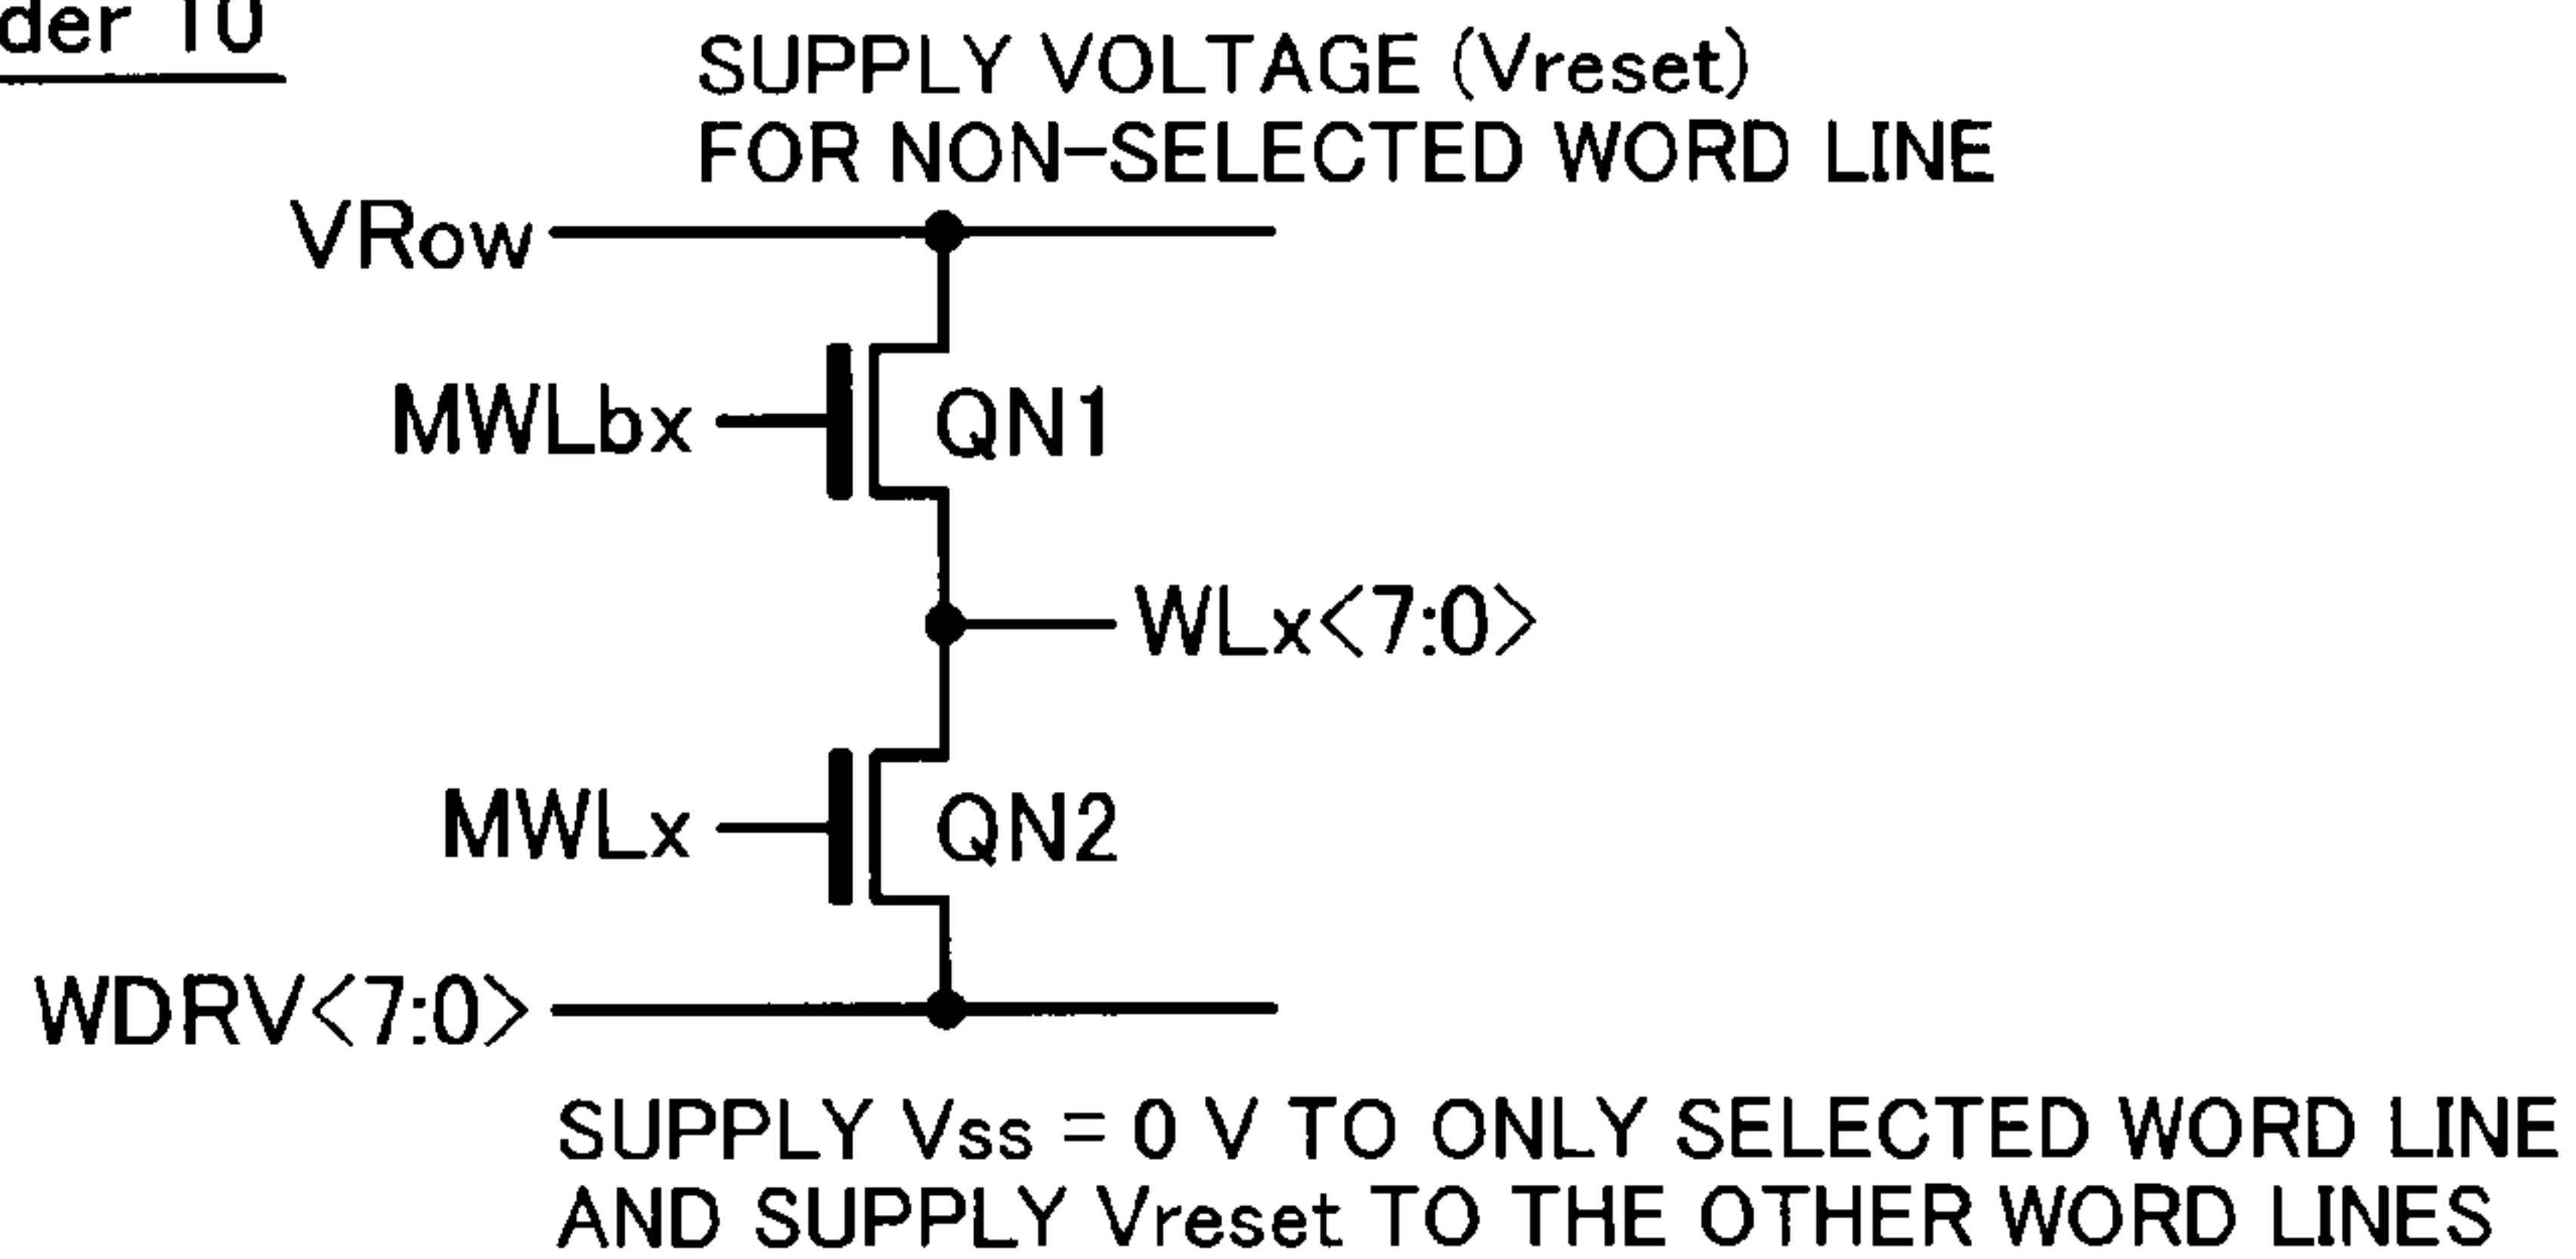 der 10
SUPPLY VOLTAGE (Vreset)
FOR NON-SELECTED WORD LINE
VRow
MWLbx
QN1
WLx<7:0>
MWLx
QN2
WDRV<7:0>
SUPPLY Vss = 0 V TO ONLY SELECTED WORD LINE
AND SUPPLY Vreset TO THE OTHER WORD LINES